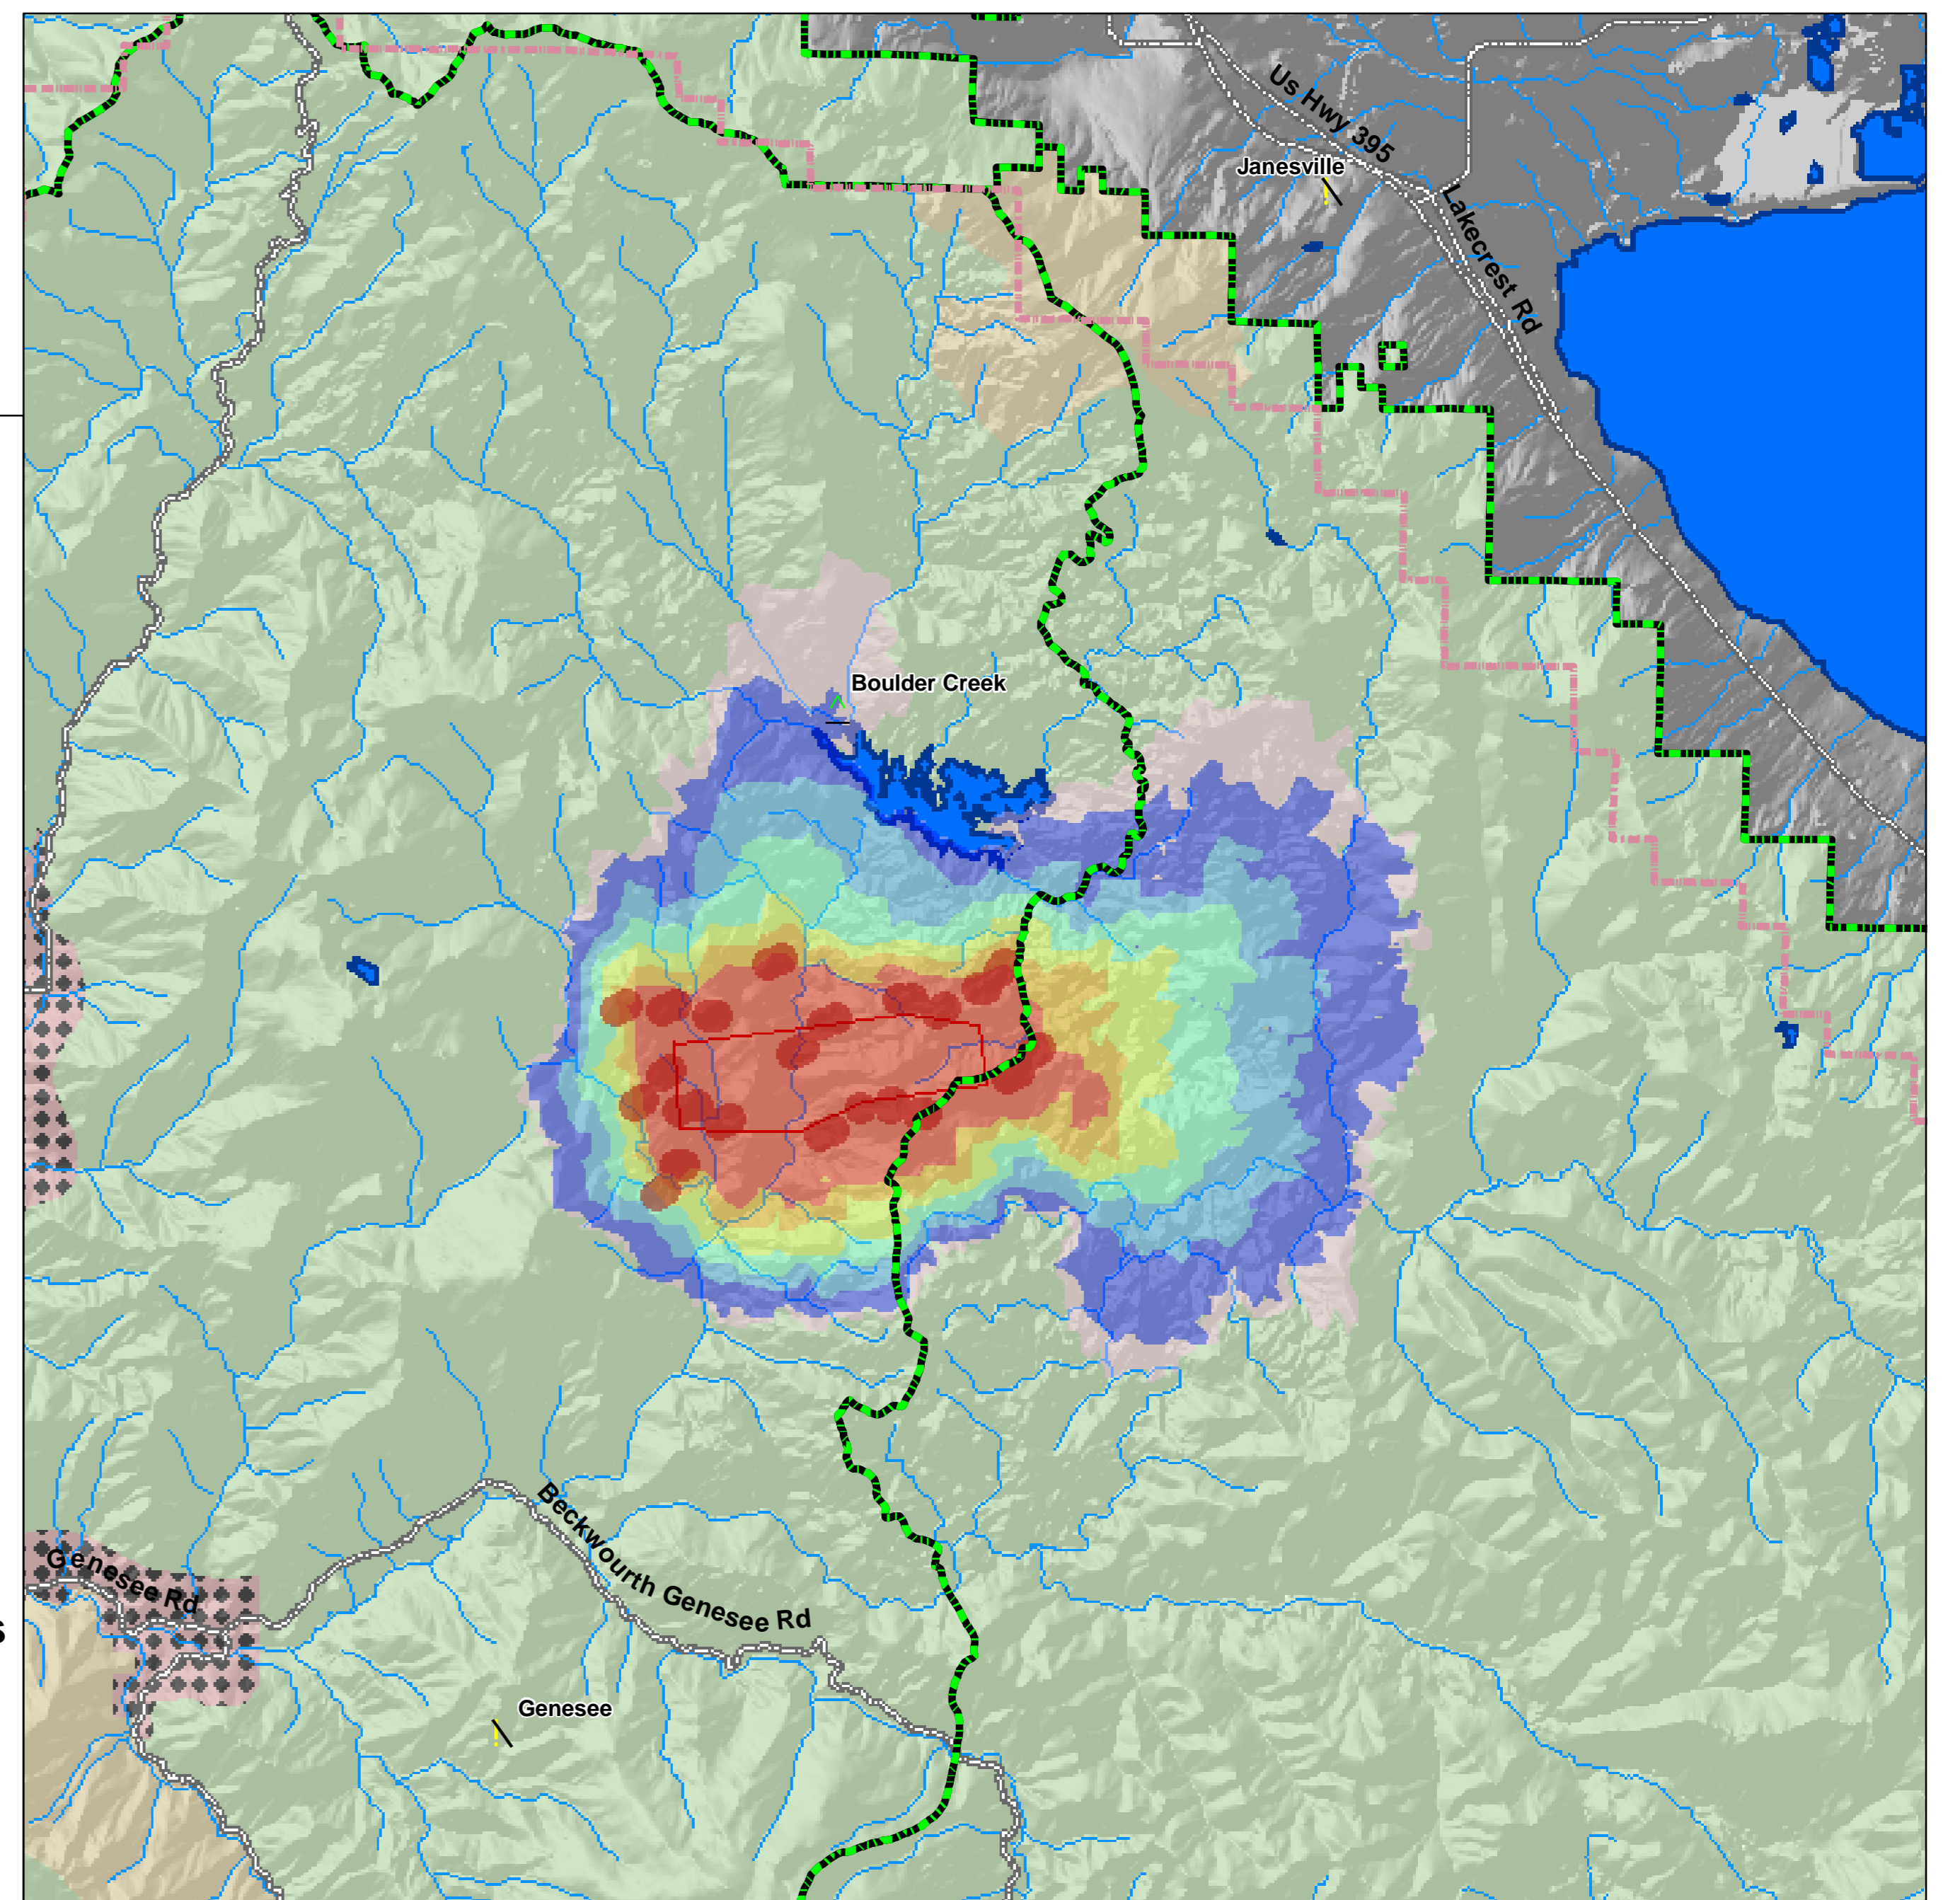 Us Hwy 395
Janesville
Lakecrest Rd
Boulder Creek
Beckwourth Genesee Rd
Genesee Rd
s
Genesee